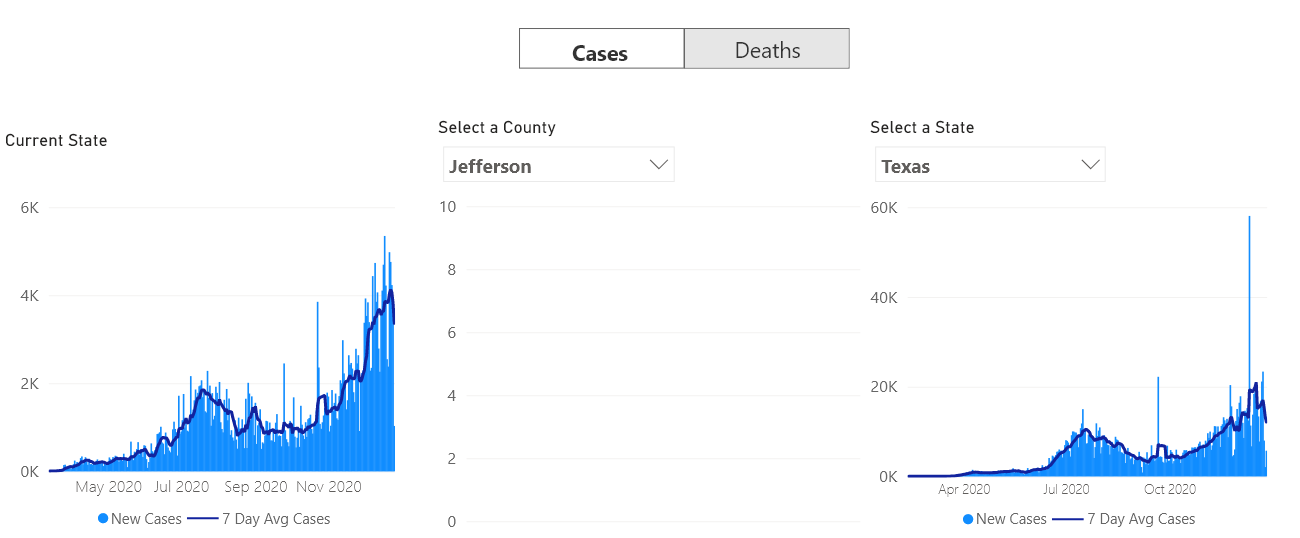 Cases Deaths
Current State
Select a County
Jefferson
Select a State
Texas
6K
4K
2K
0K
May 2020 Jul 2020 Sep 2020 Nov 2020
New Cases 7 Day Avg Cases
10
8
6
4
2
0
60K
40K
20K
0K
Apr 2020 Jul 2020 Oct 2020
New Cases 7 Day Avg Cases